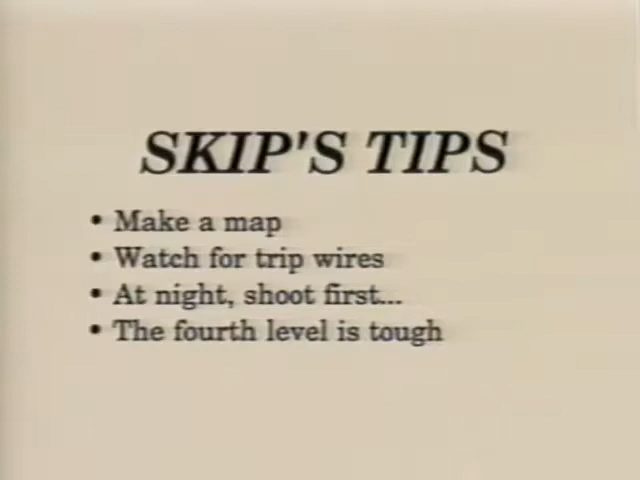 SKIP'S TIPS
• Make a map
• Watch for trip wires
• At night, shoot first...
• The fourth level is tough